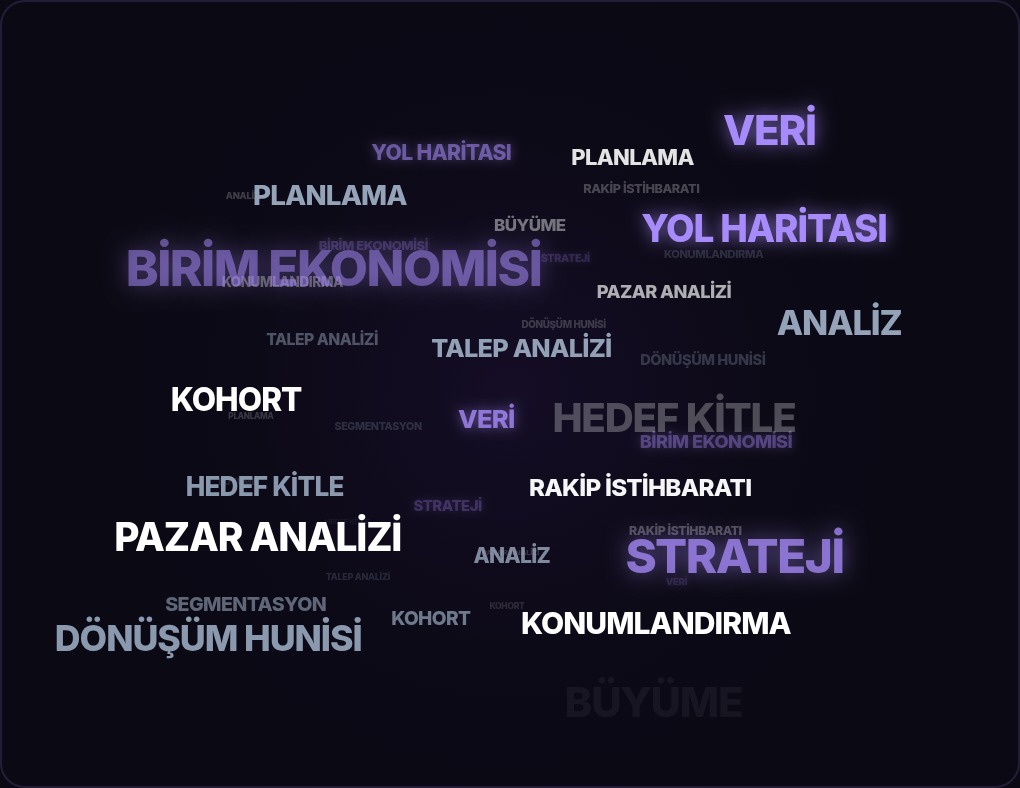 VERİ
YOL HARİTASI
PLANLAMA
RAKİP İSTİHBARATI
PLANLAMA
BÜYÜME
YOL HARİTASI
BİRİM EKONOMİSİ
BİRİM EKONOMİSİ
STRATEJİ
KONUMLANDIRMA
KONUMLANDIRMA
PAZAR ANALİZİ
ANALİZ
DÖNÜŞÜM HUNİSİ
TALEP ANALİZİ
TALEP ANALİZİ
DÖNÜŞÜM HUNİSİ
KOHORT
PLANLAMA
VERİ
HEDEF KİTLE
SEGMENTASYON
BİRİM EKONOMİSİ
HEDEF KİTLE
RAKİP İSTİHBARATI
STRATEJİ
RAKİP İSTİHBARATI
PAZAR ANALİZİ
ANALİZ
STRATEJİ
TALEP ANALİZİ
VERİ
SEGMENTASYON
KOHORT
KOHORT
KONUMLANDIRMA
DÖNÜŞÜM HUNİSİ
BÜYÜME